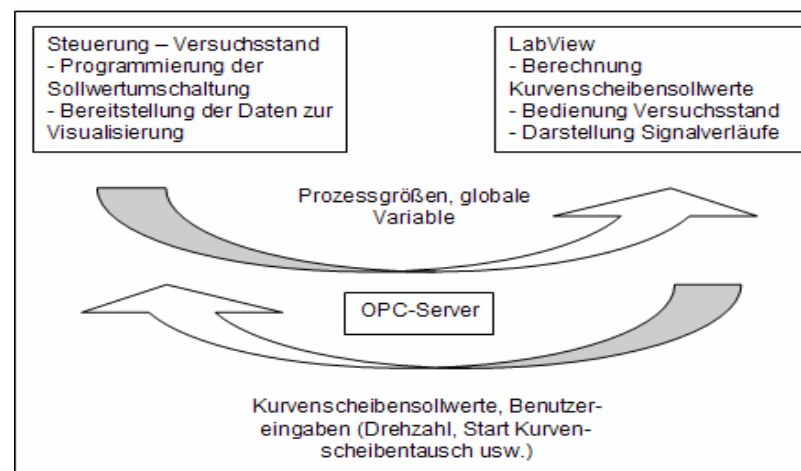 Steuerung – Versuchsstand
- Programmierung der
Sollwertumschaltung
- Bereitstellung der Daten zur
Visualisierung
LabView
- Berechnung
Kurvenscheibensollwerte
- Bedienung Versuchsstand
- Darstellung Signalverläufe
Prozessgrößen, globale
Variable
OPC-Server
Kurvenscheibensollwerte, Benutzer-
eingaben (Drehzahl, Start Kurven-
scheibentausch usw.)